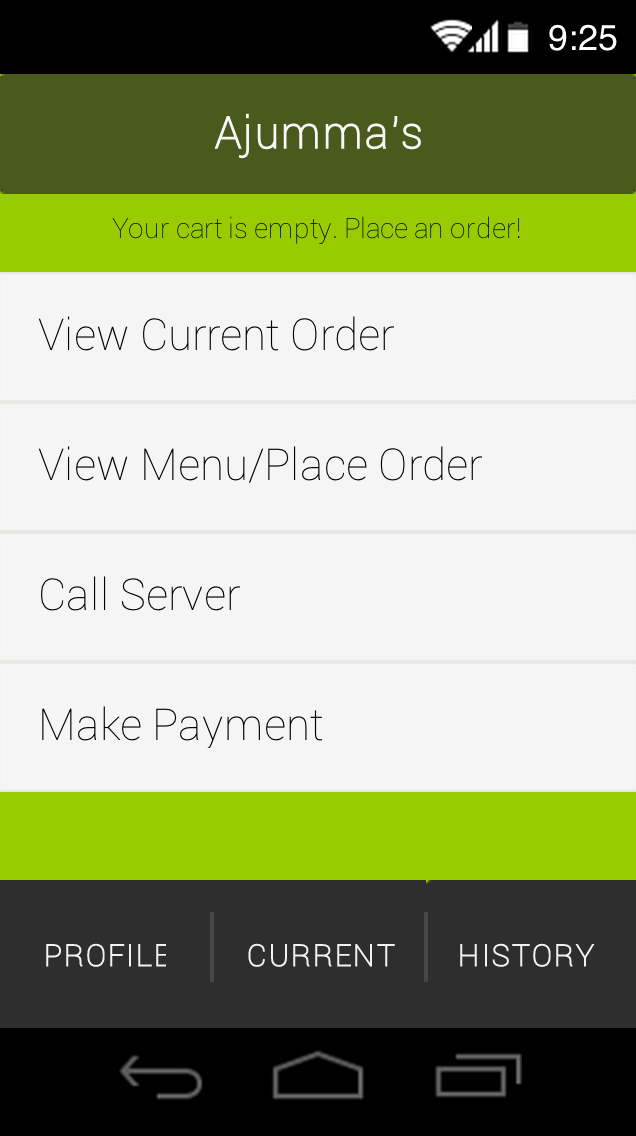 9:25
Ajumma's
Your cart is empty. Place an order!
View Current Order
View Menu/Place Order
Call Server
Make Payment
PROFILE
CURRENT
HISTORY